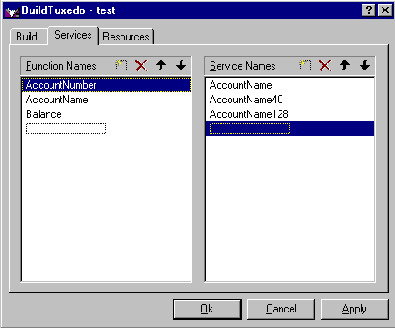 BuildTuxedo - test
Build Services Resources
Function Names Service Names
AccountNumber AccountName
AccountName AccountName40
Balance AccountName128
Ok Cancel Apply